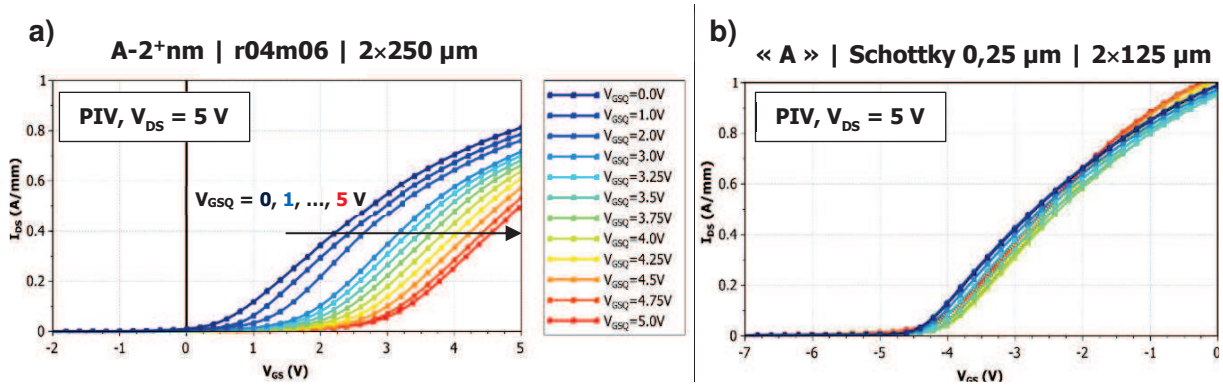 a)
A-2⁺nm | r04m06 | 2×250 µm
PIV, V_DS = 5 V
V_GSQ = 0, 1, ..., 5 V
I_DS (A/mm)
1
0.8
0.6
0.4
0.2
0
-2 -1 0 1 2 3 4 5
V_GS (V)
V_GSQ=0.0V
V_GSQ=1.0V
V_GSQ=2.0V
V_GSQ=3.0V
V_GSQ=3.25V
V_GSQ=3.5V
V_GSQ=3.75V
V_GSQ=4.0V
V_GSQ=4.25V
V_GSQ=4.5V
V_GSQ=4.75V
V_GSQ=5.0V
b)
« A » | Schottky 0,25 µm | 2×125 µm
PIV, V_DS = 5 V
I_DS (A/mm)
1
0.8
0.6
0.4
0.2
0
-7 -6 -5 -4 -3 -2 -1 0
V_GS (V)